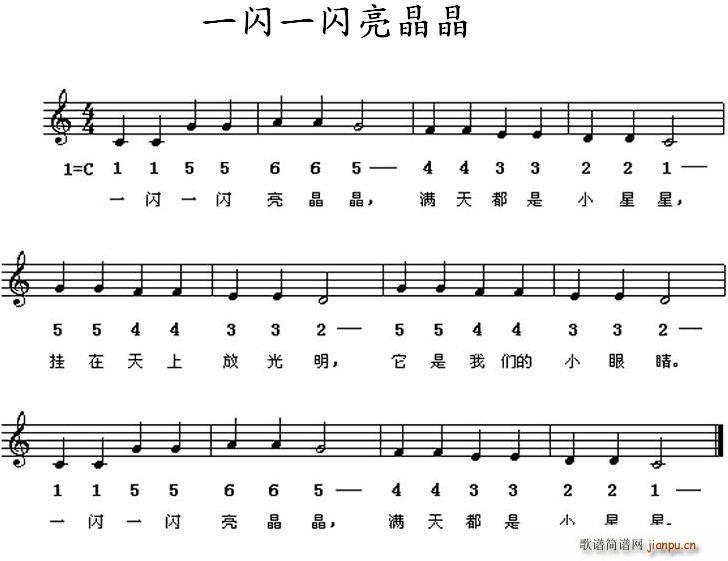 一闪一闪亮晶晶
4
4
1=C 1 1 5 5 6 6 5 — 4 4 3 3 2 2 1 —
一 闪 一 闪 亮 晶 晶， 满 天 都 是 小 星 星，
5 5 4 4 3 3 2 — 5 5 4 4 3 3 2 —
挂 在 天 上 放 光 明， 它 是 我 们 的 小 眼 睛。
1 1 5 5 6 6 5 — 4 4 3 3 2 2 1 —
一 闪 一 闪 亮 晶 晶， 满 天 都 是 小 星 星。
歌谱简谱网 jianpu.cn